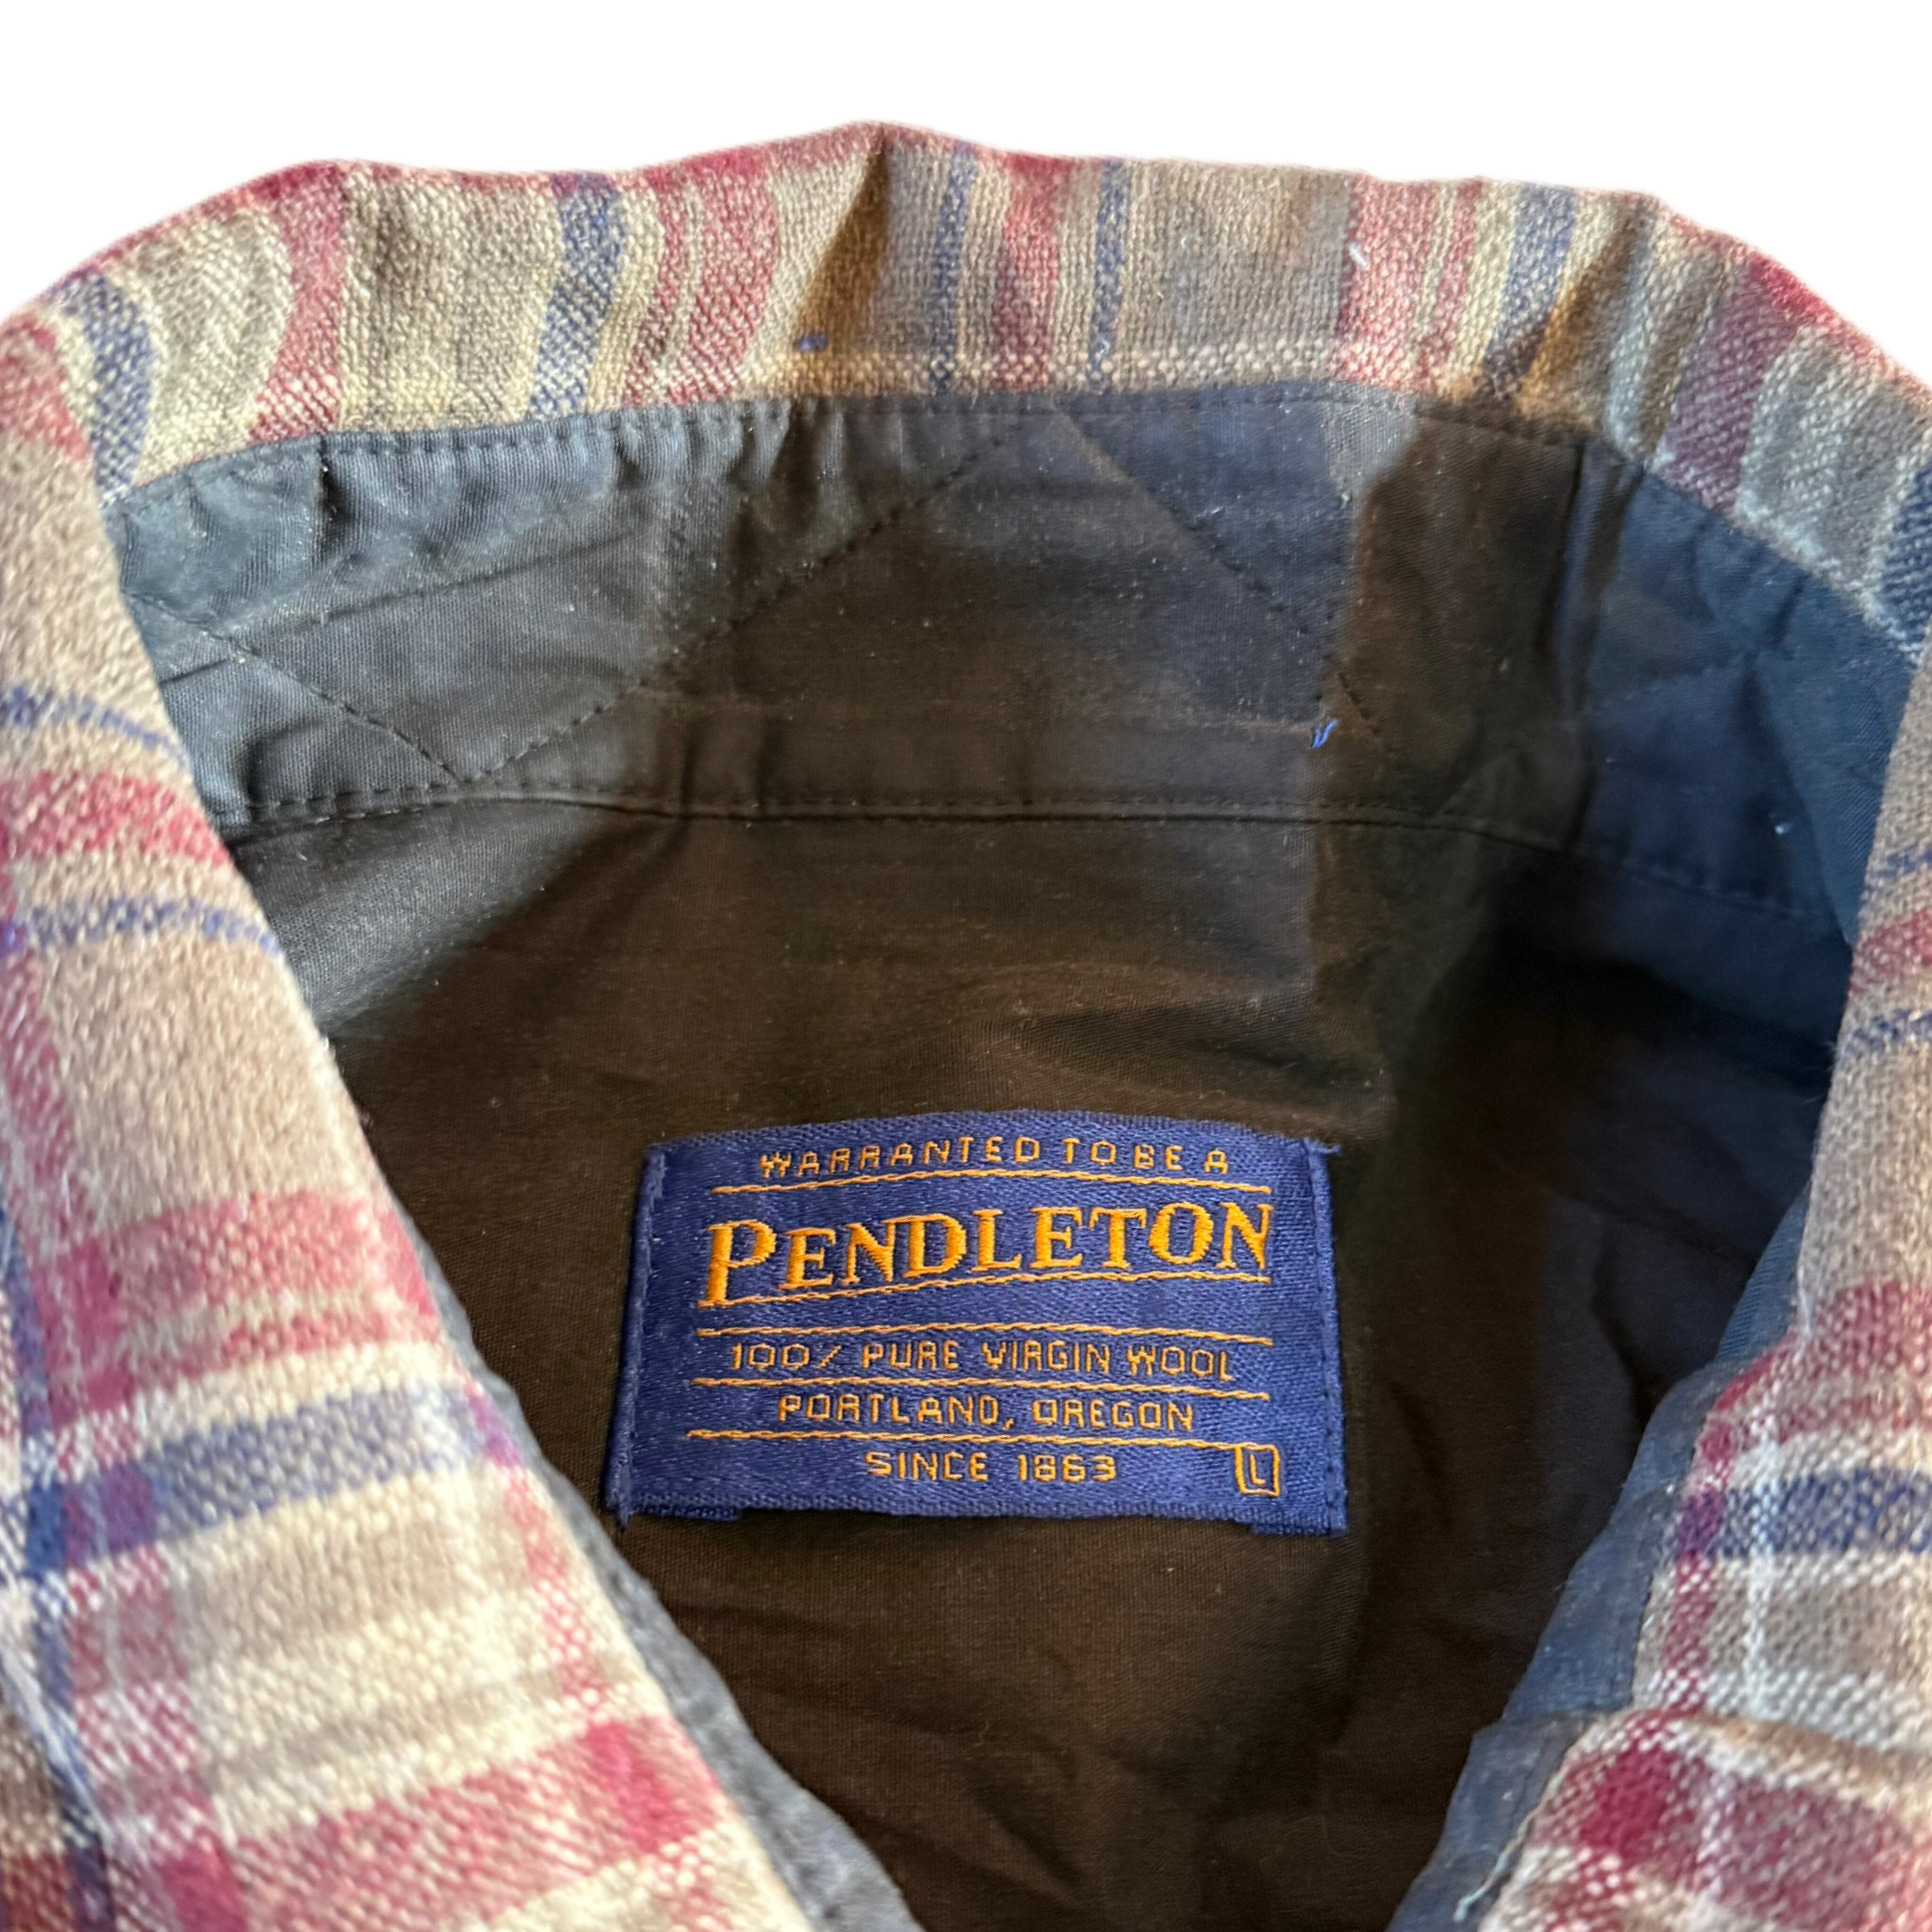 WARRANTED TO BE A
PENDLETON
100% PURE VIRGIN WOOL
PORTLAND, OREGON
SINCE 1863 L